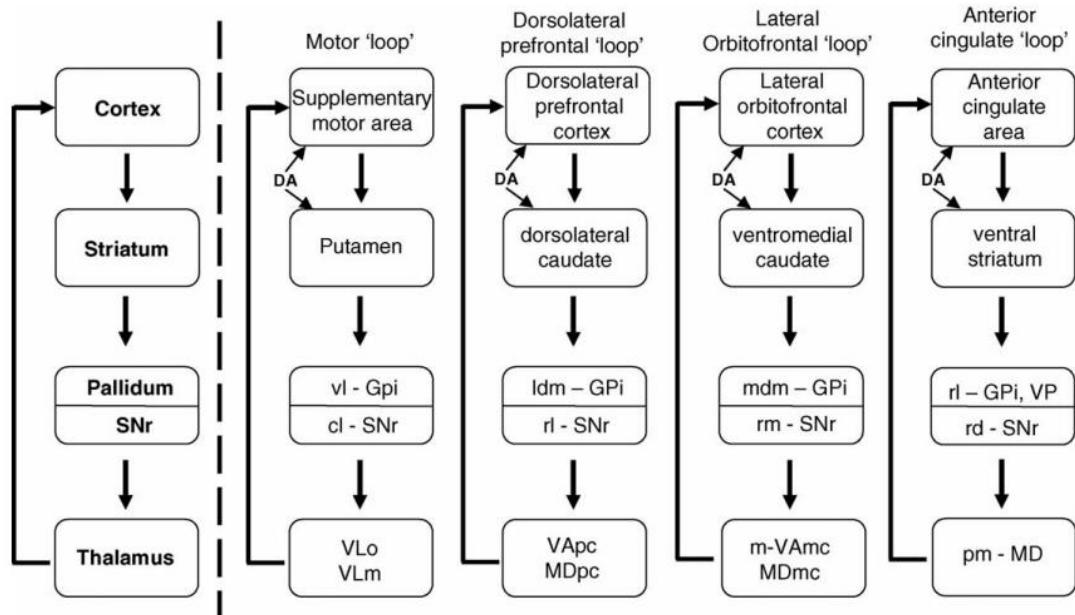 Motor ‘loop’
Dorsolateral
prefrontal ‘loop’
Lateral
Orbitofrontal ‘loop’
Anterior
cingulate ‘loop’
Cortex
Striatum
Pallidum
SNr
Thalamus
Supplementary
motor area
DA
Putamen
vl - Gpi
cl - SNr
VLo
VLm
Dorsolateral
prefrontal
cortex
DA
dorsolateral
caudate
ldm – GPi
rl - SNr
VApc
MDpc
Lateral
orbitofrontal
cortex
DA
ventromedial
caudate
mdm – GPi
rm - SNr
m-VAmc
MDmc
Anterior
cingulate
area
DA
ventral
striatum
rl – GPi, VP
rd - SNr
pm - MD